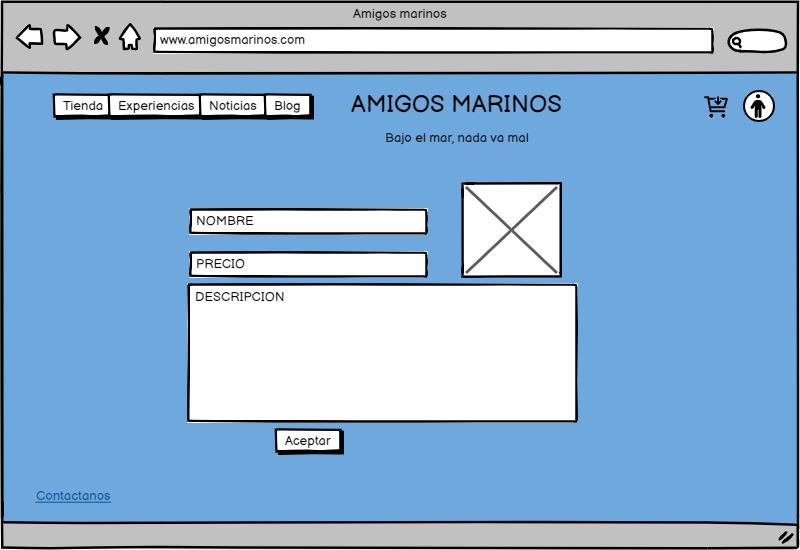 Amigos marinos
www.amigosmarinos.com
Tienda Experiencias Noticias Blog
AMIGOS MARINOS
Bajo el mar, nada va mal
NOMBRE
PRECIO
DESCRIPCION
Aceptar
Contactanos